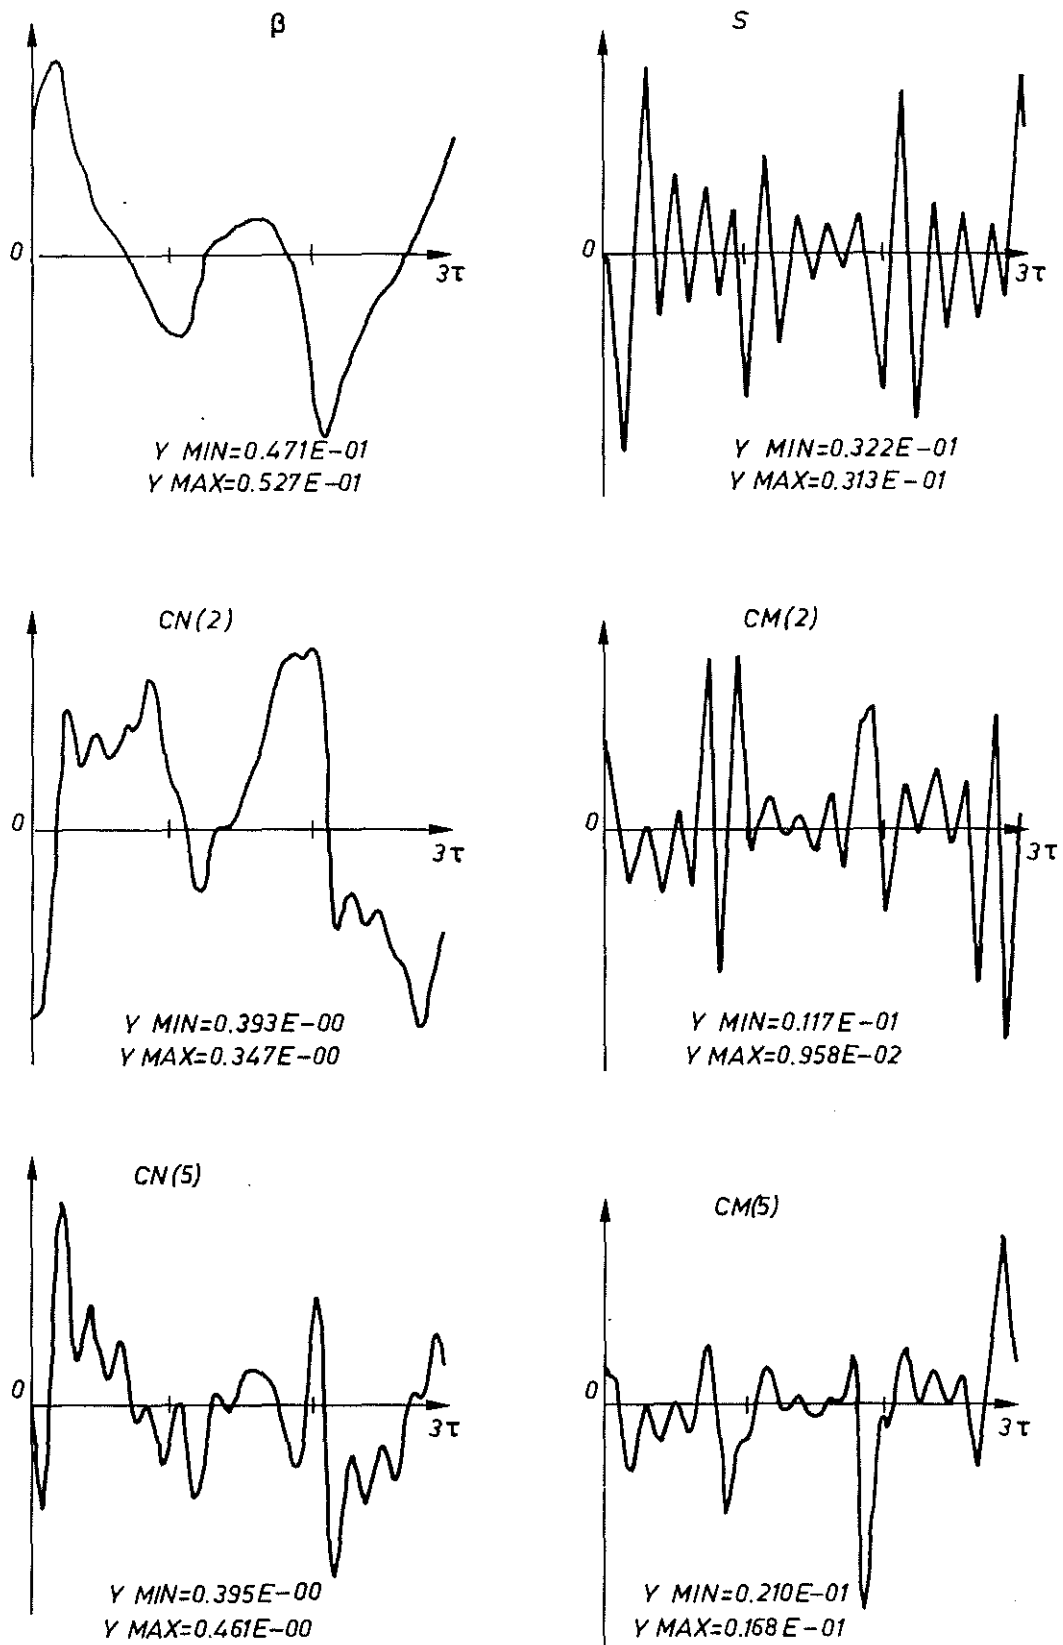 β
0
3τ
Y MIN=0.471E-01
Y MAX=0.527E-01
S
0
3τ
Y MIN=0.322E-01
Y MAX=0.313E-01
CN(2)
0
3τ
Y MIN=0.393E-00
Y MAX=0.347E-00
CM(2)
0
3τ
Y MIN=0.117E-01
Y MAX=0.958E-02
CN(5)
0
3τ
Y MIN=0.395E-00
Y MAX=0.461E-00
CM(5)
0
3τ
Y MIN=0.210E-01
Y MAX=0.168E-01